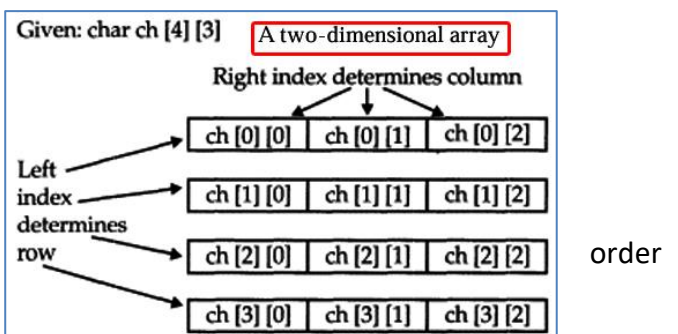 Given: char ch [4] [3]
A two-dimensional array
Right index determines column
ch [0] [0] ch [0] [1] ch [0] [2]
Left
index
determines
row
ch [1] [0] ch [1] [1] ch [1] [2]
ch [2] [0] ch [2] [1] ch [2] [2]
order
ch [3] [0] ch [3] [1] ch [3] [2]